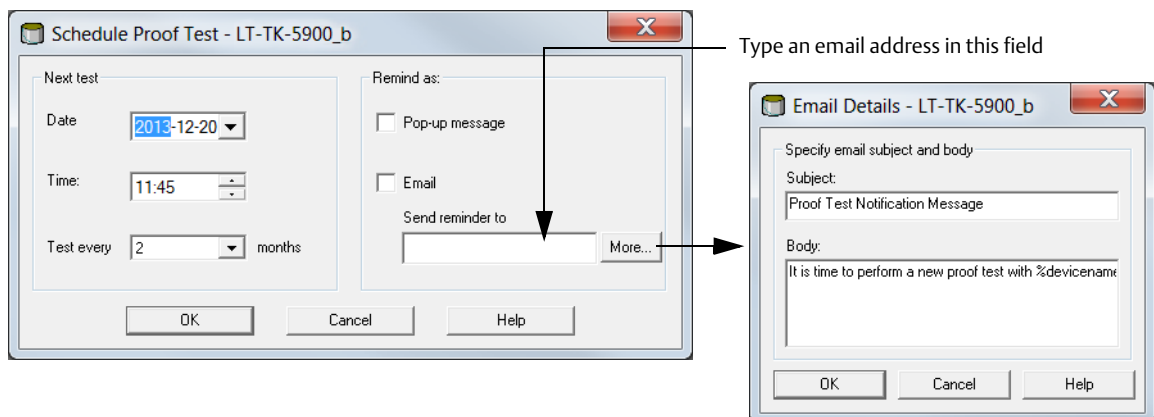 Schedule Proof Test - LT-TK-5900_b
Type an email address in this field
Next test
Date
2013-12-20
Time:
11:45
Test every
2
months
Remind as:
Pop-up message
Email
Send reminder to
More...
OK
Cancel
Help
Email Details - LT-TK-5900_b
Specify email subject and body
Subject:
Proof Test Notification Message
Body:
It is time to perform a new proof test with %devicename
OK
Cancel
Help